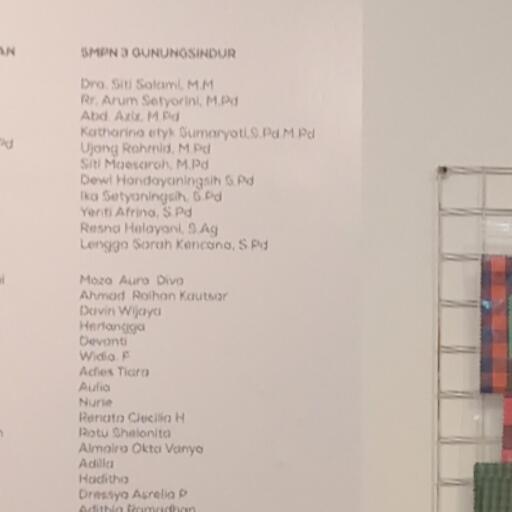 AN
SMPN 3 GUNUNGSINDUR
Dra. Siti Salami, M.M
Rr. Arum Setyorini, M.Pd
Abd. Aziz, M.Pd
Katharina etyk Sumaryati,S.Pd.M.Pd
Pd
Ujang Rahmid, M.Pd
Siti Maesaroh, M.Pd
Dewi Handayaningsih S.Pd
Ika Setyaningsih, S.Pd
Yenti Afrina, S.Pd
Resna Helayani, S.Ag
Lengga Sarah Kencana, S.Pd
Moza Aura Diva
Ahmad Raihan Kautsar
Davin Wijaya
Herlangga
Devanti
Widia. F
Adies Tiara
Aulia
Nurie
Renata Clecilia H
Ratu Shelonita
Almaira Okta Vanya
Adilla
Haditha
Dressya Aurelia P
Adithia Ramadhan